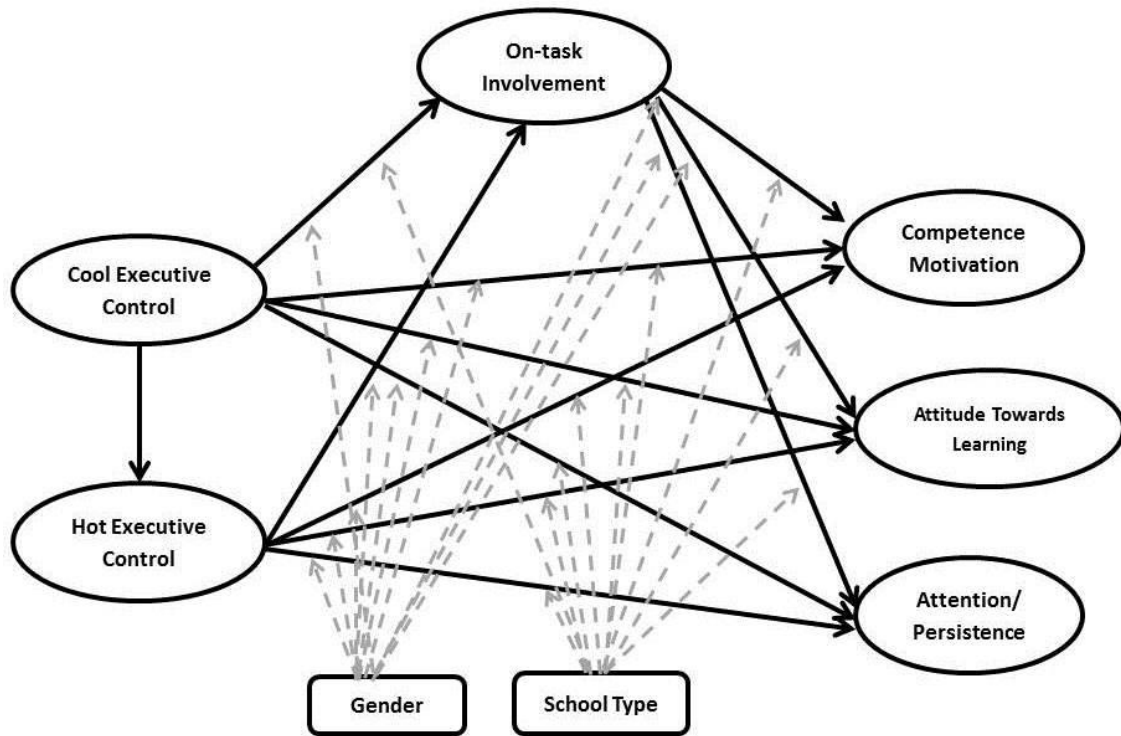 On-task
Involvement
Competence
Motivation
Cool Executive
Control
Attitude Towards
Learning
Hot Executive
Control
Attention/
Persistence
Gender
School Type